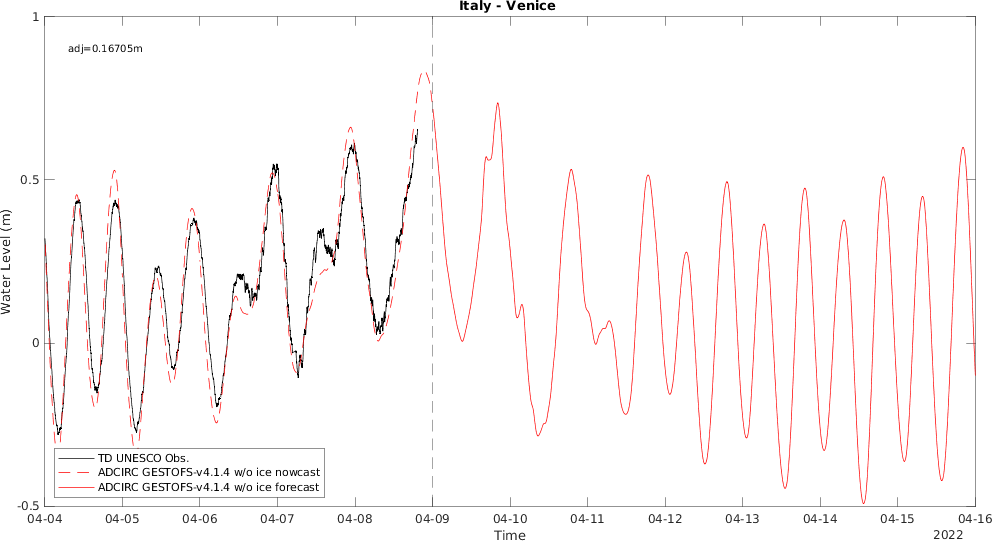 Italy - Venice
adj=0.16705m
Water Level (m)
1
0.5
0
-0.5
TD UNESCO Obs.
ADCIRC GESTOFS-v4.1.4 w/o ice nowcast
ADCIRC GESTOFS-v4.1.4 w/o ice forecast
04-04 04-05 04-06 04-07 04-08 04-09 04-10 04-11 04-12 04-13 04-14 04-15 04-16
Time
2022